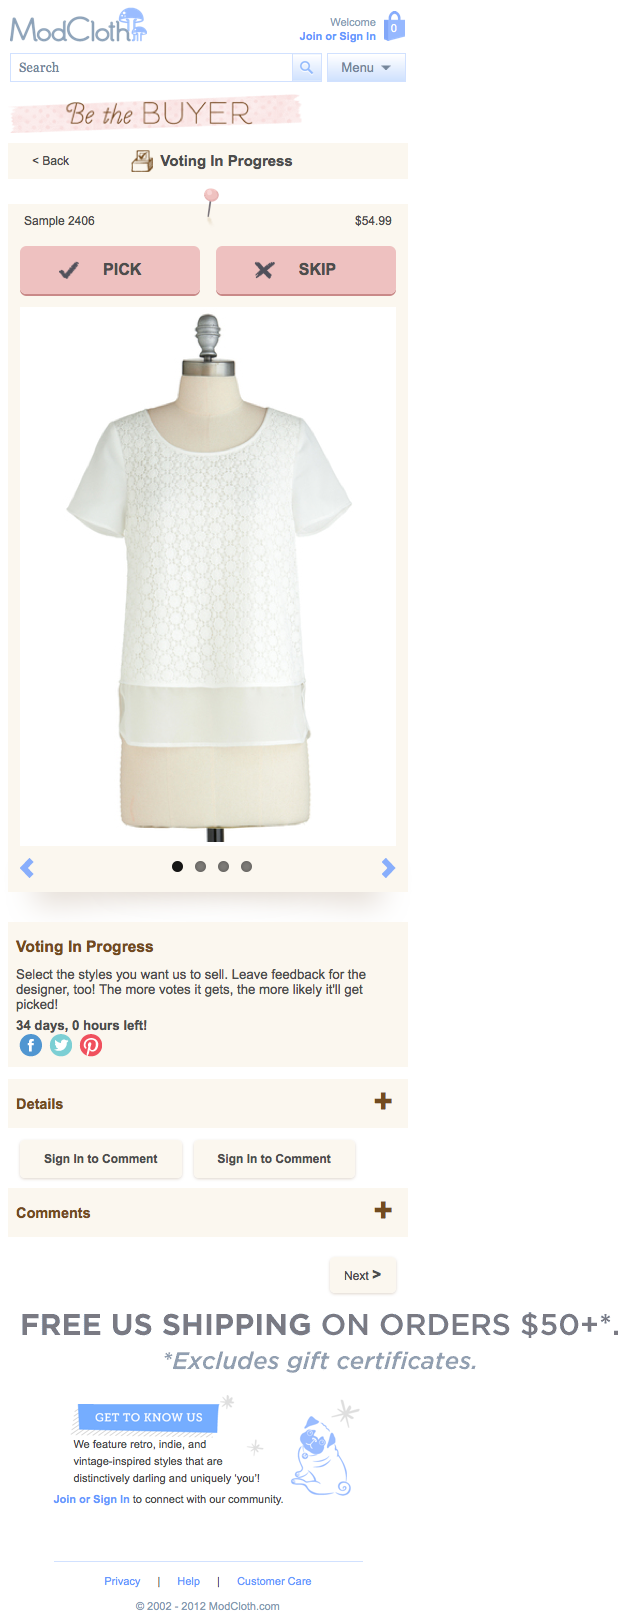 ModCloth
Welcome
Join or Sign In
0
Search
Menu
Be the BUYER
< Back
Voting In Progress
Sample 2406
$54.99
PICK
SKIP
Voting In Progress
Select the styles you want us to sell. Leave feedback for the
designer, too! The more votes it gets, the more likely it'll get
picked!
34 days, 0 hours left!
Details
Sign In to Comment
Sign In to Comment
Comments
Next >
FREE US SHIPPING ON ORDERS $50+*.
*Excludes gift certificates.
GET TO KNOW US
We feature retro, indie, and
vintage-inspired styles that are
distinctively darling and uniquely ‘you’!
Join or Sign In to connect with our community.
Privacy | Help | Customer Care
© 2002 - 2012 ModCloth.com